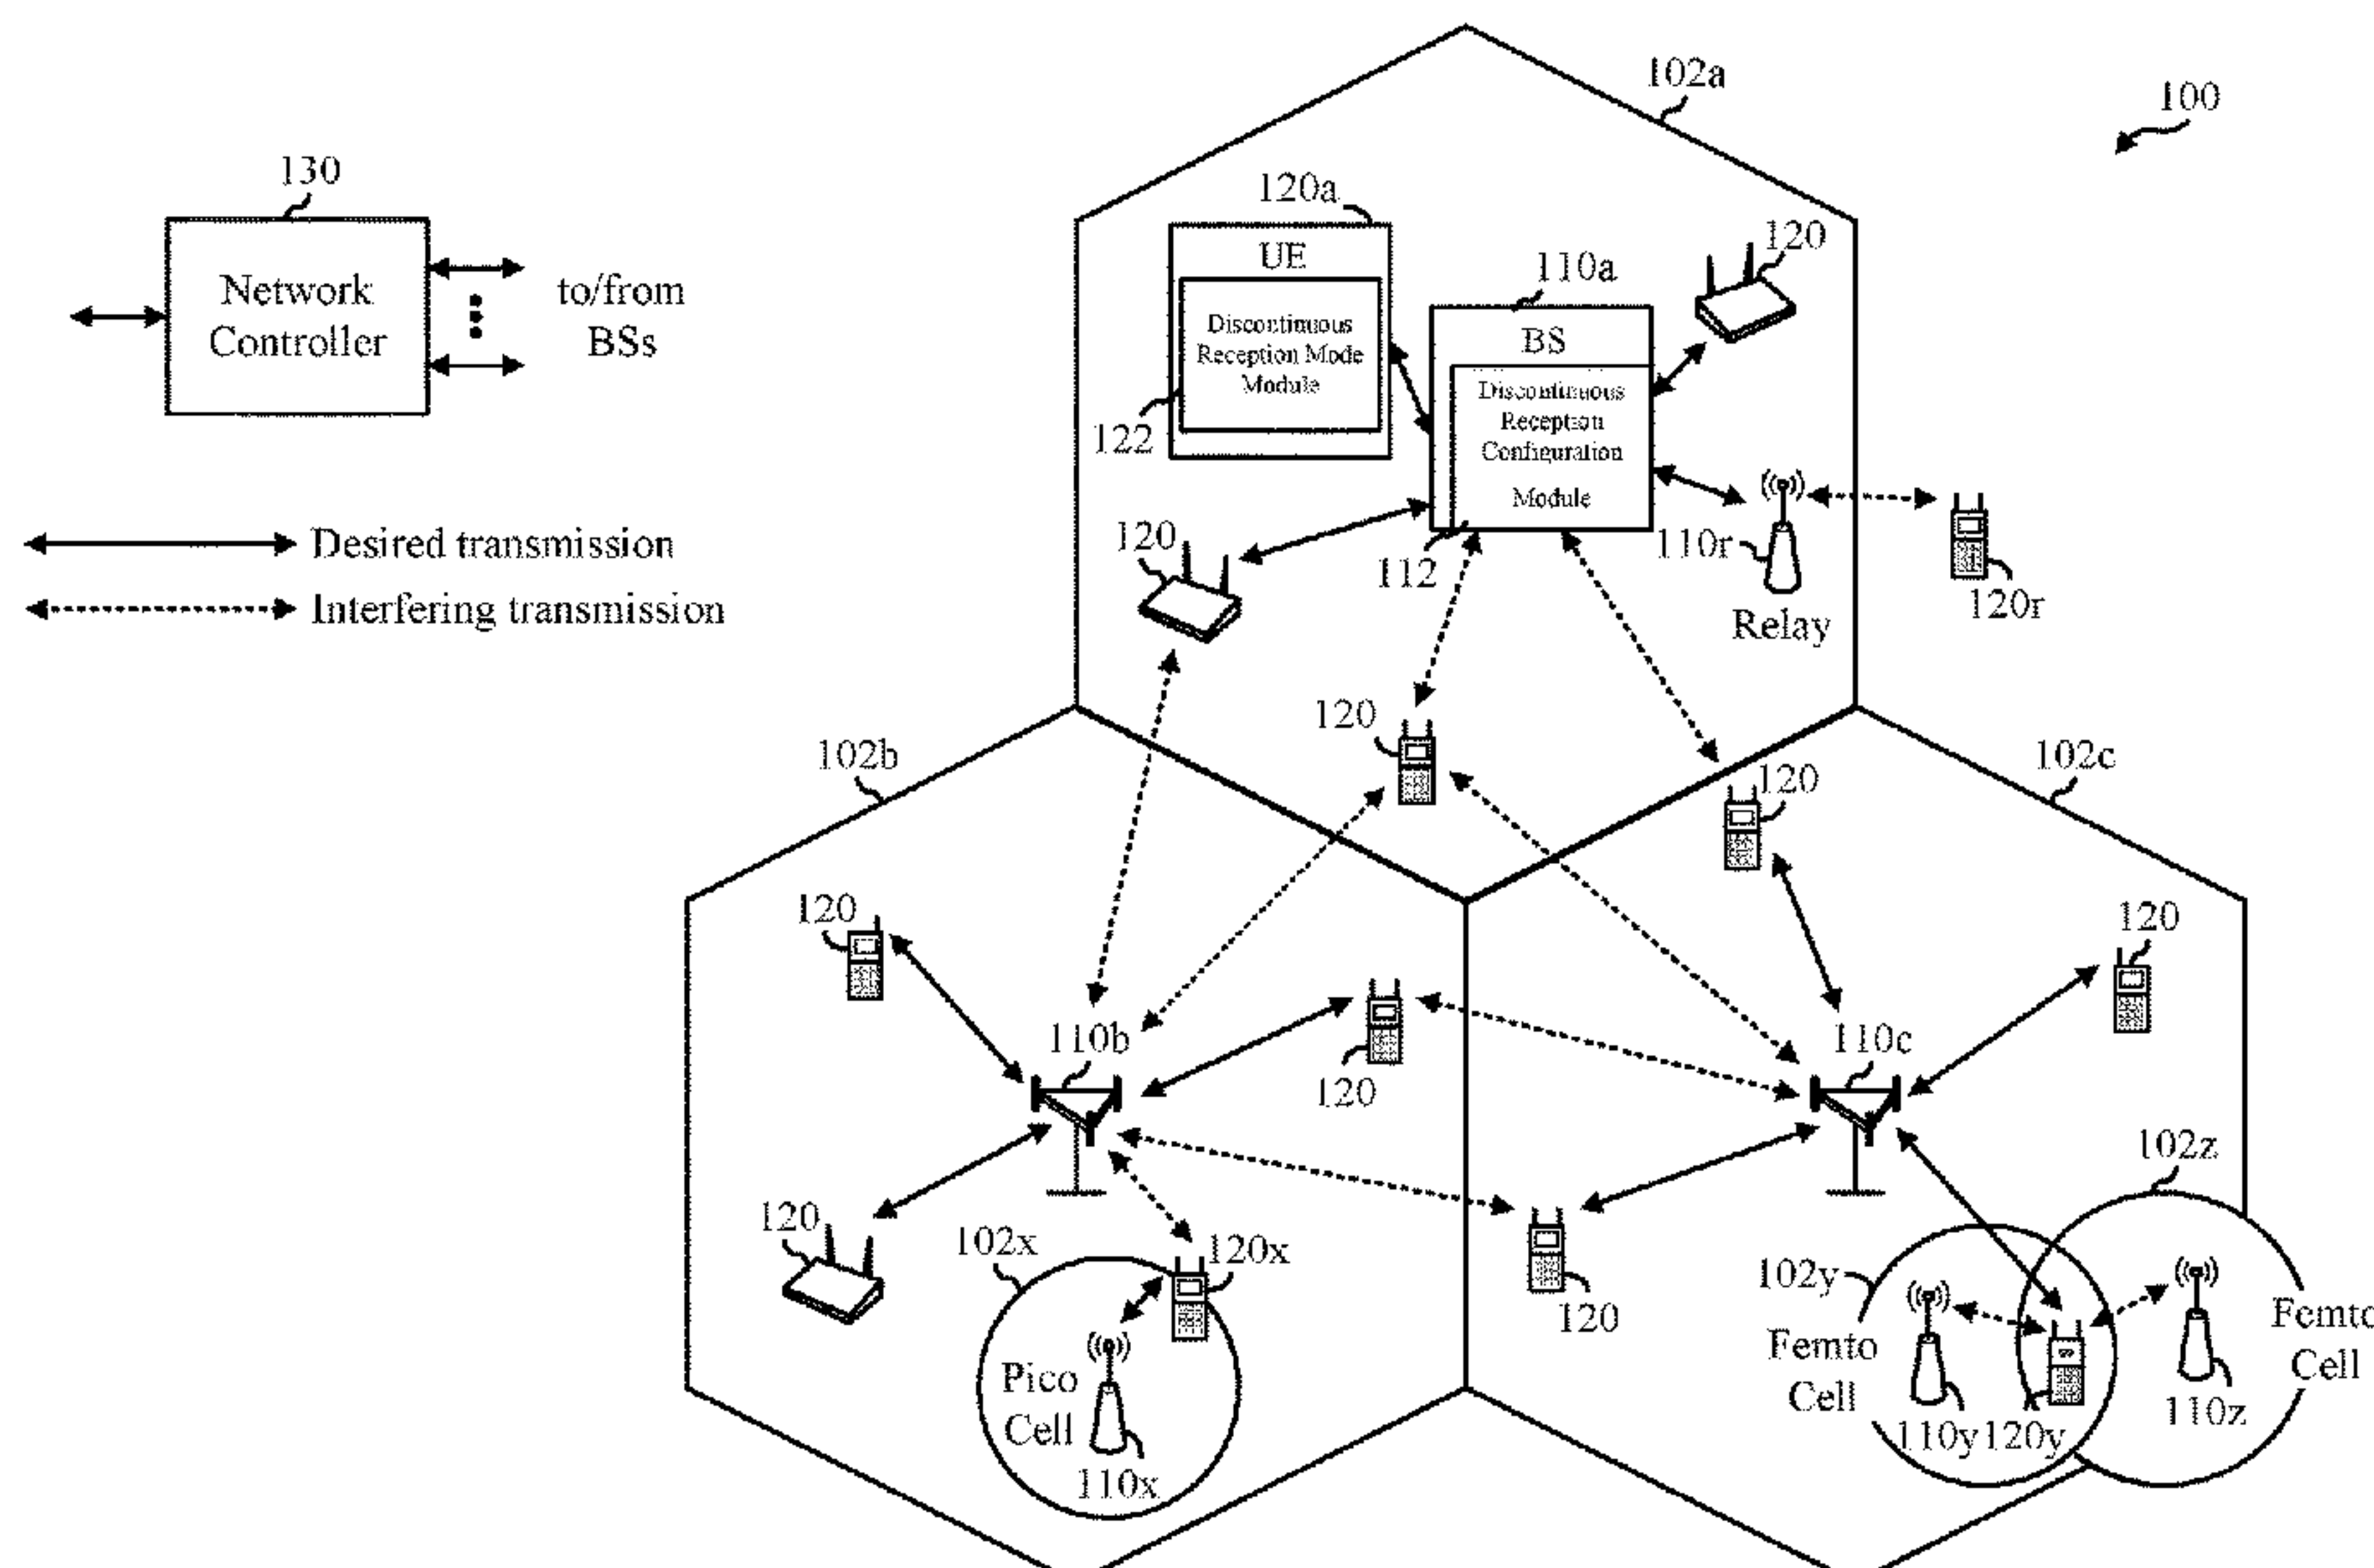 102a
100
130
120a
120
UE
110a
Network
Controller
to/from
BSs
Discontinuous
Reception Mode
Module
BS
Discontinuous
Reception
Configuration
Module
122
Desired transmission
Interfering transmission
120
112
110r
Relay
120r
120
102b
120
102c
120
120
110b
120
110c
102z
120
102x
120x
102y
120
Femto
Cell
Femto
Cell
Pico
Cell
110x
110y
120y
110z